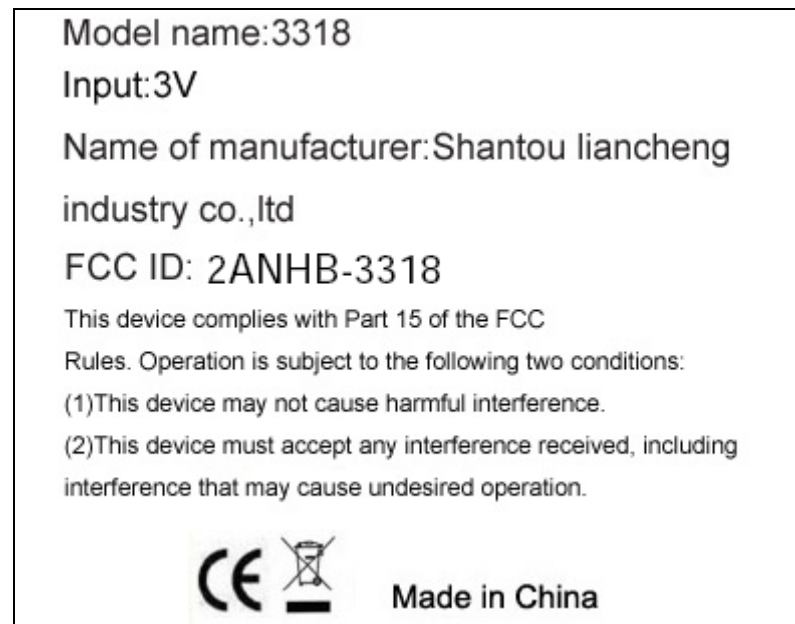 Model name:3318
Input:3V
Name of manufacturer:Shantou liancheng
industry co.,ltd
FCC ID: 2ANHB-3318
This device complies with Part 15 of the FCC
Rules. Operation is subject to the following two conditions:
(1)This device may not cause harmful interference.
(2)This device must accept any interference received, including
interference that may cause undesired operation.
CE Made in China